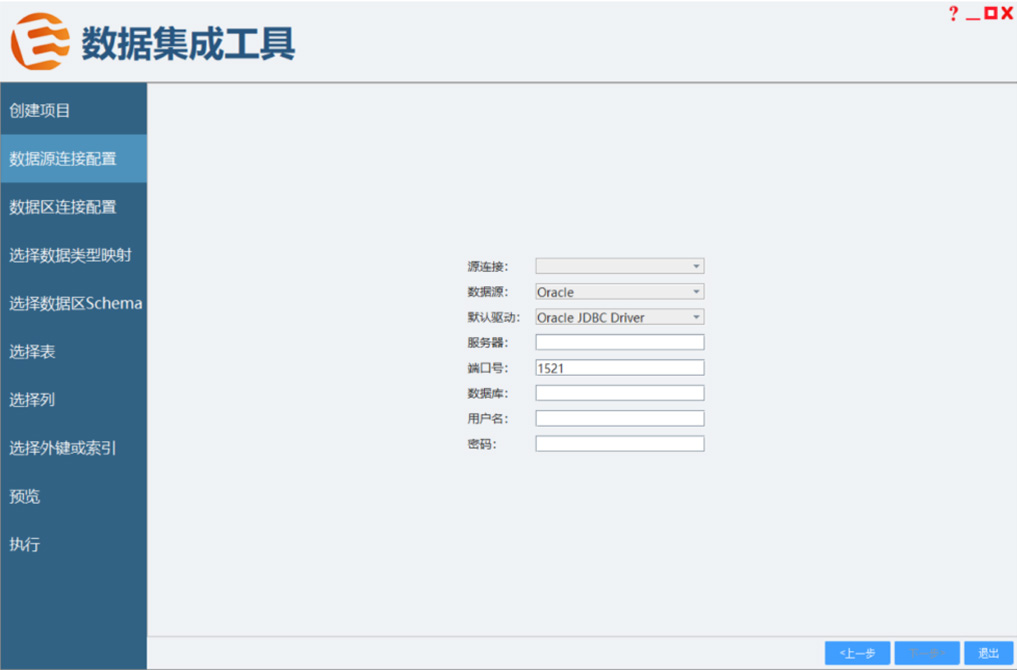 ? _ X
数据集成工具
创建项目
数据源连接配置
数据区连接配置
选择数据类型映射
选择数据区Schema
选择表
选择列
选择外键或索引
预览
执行
源连接:
数据源: Oracle
默认驱动: Oracle JDBC Driver
服务器:
端口号: 1521
数据库:
用户名:
密码:
<上一步 下一步> 退出